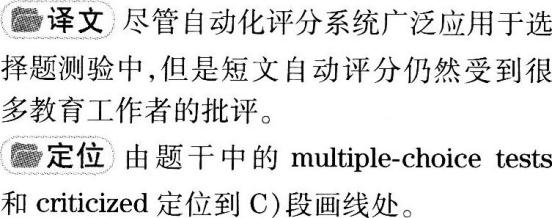 译文 尽管自动化评分系统广泛应用于选
择题测验中,但是短文自动评分仍然受到很
多教育工作者的批评。
定位 由题干中的 multiple-choice tests
和 criticized 定位到 C)段画线处。